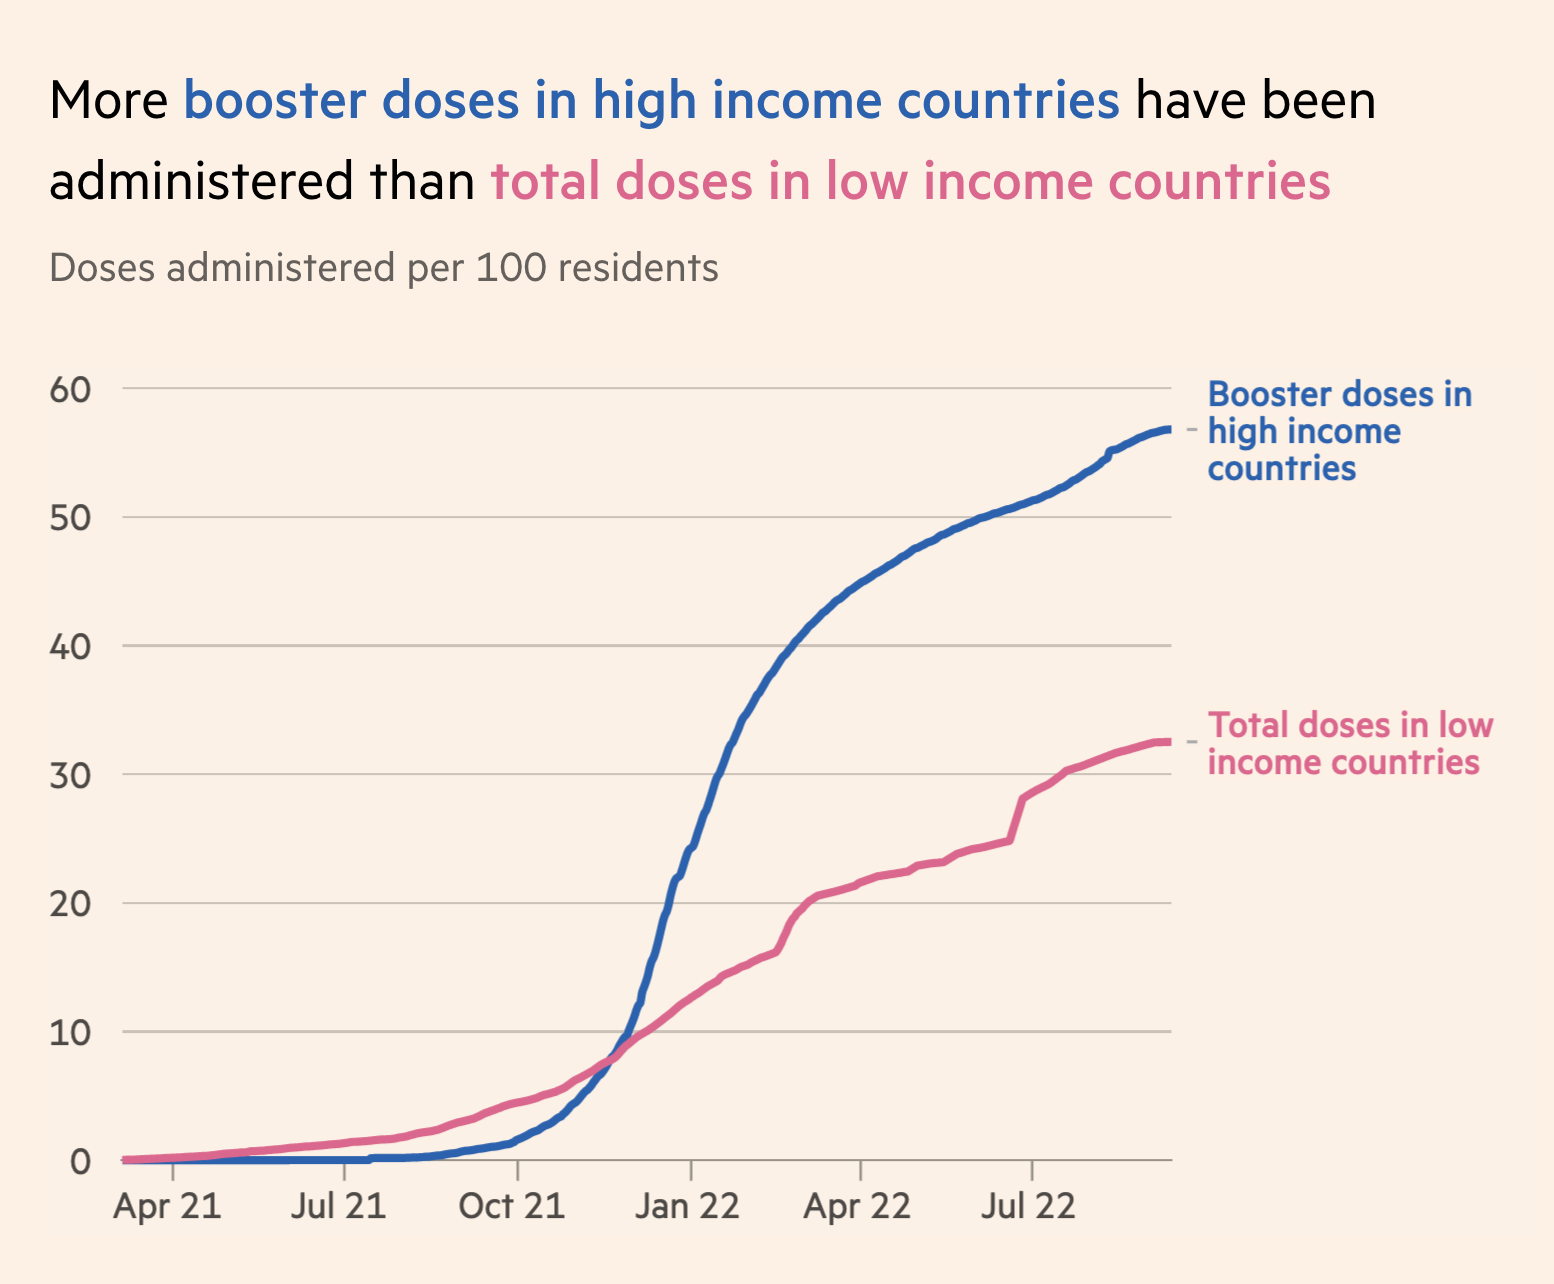 More booster doses in high income countries have been
administered than total doses in low income countries
Doses administered per 100 residents
60
50
40
30
20
10
0
Booster doses in
high income
countries
Total doses in low
income countries
Apr 21
Jul 21
Oct 21
Jan 22
Apr 22
Jul 22